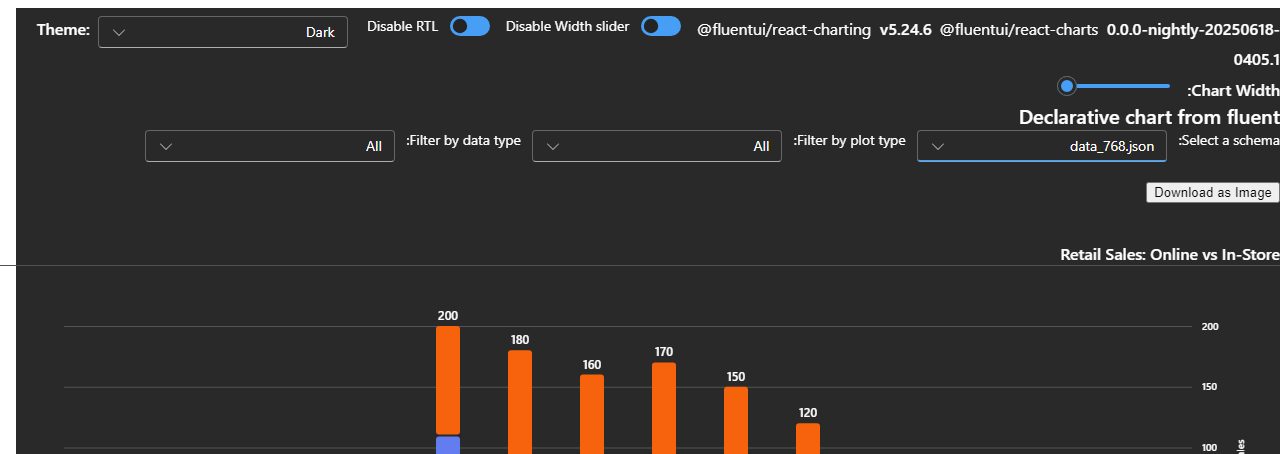 Theme: Dark Disable RTL Disable Width slider @fluentui/react-charting v5.24.6 @fluentui/react-charts 0.0.0-nightly-20250618-
0405.1
:Chart Width
Declarative chart from fluent
:Select a schema data_768.json :Filter by plot type All :Filter by data type All
Download as Image
Retail Sales: Online vs In-Store
200
180
160
170
150
120
200
150
100